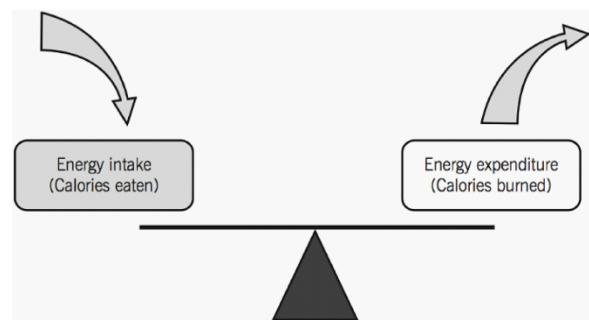 Energy intake
(Calories eaten)
Energy expenditure
(Calories burned)